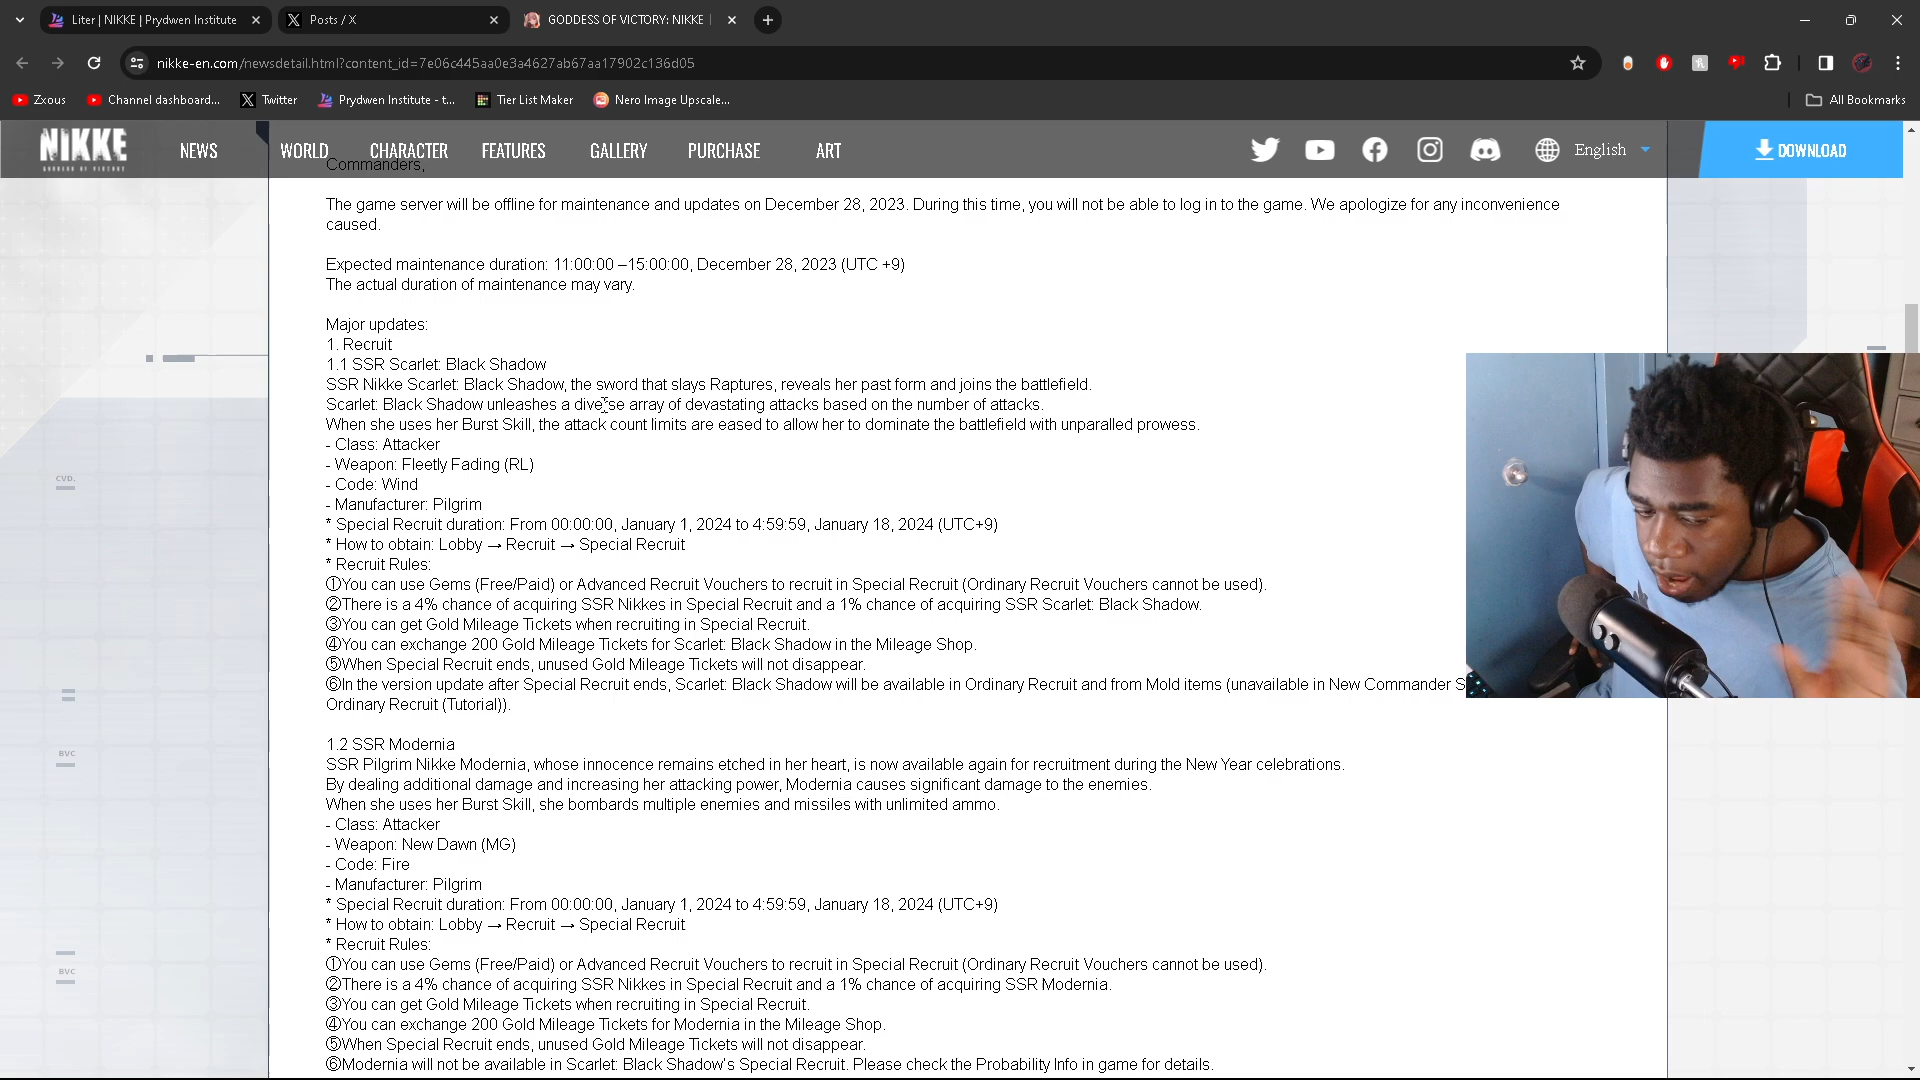 Liter | NIKKE | Prydwen Institute
Posts / X
GODDESS OF VICTORY: NIKKE |
nikke-en.com/newsdetail.html?content_id=7e06c445aa0e3a4627ab67aa17902c136d05
Zxous
Channel dashboard...
Twitter
Prydwen Institute - t...
Tier List Maker
Nero Image Upscale...
All Bookmarks
NIKKE
GODDESS OF VICTORY
NEWS
WORLD
CHARACTER
FEATURES
GALLERY
PURCHASE
ART
English
DOWNLOAD
Commanders,
The game server will be offline for maintenance and updates on December 28, 2023. During this time, you will not be able to log in to the game. We apologize for any inconvenience
caused.
Expected maintenance duration: 11:00:00 –15:00:00, December 28, 2023 (UTC +9)
The actual duration of maintenance may vary.
Major updates:
1. Recruit
1.1 SSR Scarlet: Black Shadow
SSR Nikke Scarlet: Black Shadow, the sword that slays Raptures, reveals her past form and joins the battlefield.
Scarlet: Black Shadow unleashes a diverse array of devastating attacks based on the number of attacks.
When she uses her Burst Skill, the attack count limits are eased to allow her to dominate the battlefield with unparalled prowess.
- Class: Attacker
- Weapon: Fleetly Fading (RL)
- Code: Wind
- Manufacturer: Pilgrim
* Special Recruit duration: From 00:00:00, January 1, 2024 to 4:59:59, January 18, 2024 (UTC+9)
* How to obtain: Lobby → Recruit → Special Recruit
* Recruit Rules:
①You can use Gems (Free/Paid) or Advanced Recruit Vouchers to recruit in Special Recruit (Ordinary Recruit Vouchers cannot be used).
②There is a 4% chance of acquiring SSR Nikkes in Special Recruit and a 1% chance of acquiring SSR Scarlet: Black Shadow.
③You can get Gold Mileage Tickets when recruiting in Special Recruit.
④You can exchange 200 Gold Mileage Tickets for Scarlet: Black Shadow in the Mileage Shop.
⑤When Special Recruit ends, unused Gold Mileage Tickets will not disappear.
⑥In the version update after Special Recruit ends, Scarlet: Black Shadow will be available in Ordinary Recruit and from Mold items (unavailable in New Commander S
Ordinary Recruit (Tutorial)).
1.2 SSR Modernia
SSR Pilgrim Nikke Modernia, whose innocence remains etched in her heart, is now available again for recruitment during the New Year celebrations.
By dealing additional damage and increasing her attacking power, Modernia causes significant damage to the enemies.
When she uses her Burst Skill, she bombards multiple enemies and missiles with unlimited ammo.
- Class: Attacker
- Weapon: New Dawn (MG)
- Code: Fire
- Manufacturer: Pilgrim
* Special Recruit duration: From 00:00:00, January 1, 2024 to 4:59:59, January 18, 2024 (UTC+9)
* How to obtain: Lobby → Recruit → Special Recruit
* Recruit Rules:
①You can use Gems (Free/Paid) or Advanced Recruit Vouchers to recruit in Special Recruit (Ordinary Recruit Vouchers cannot be used).
②There is a 4% chance of acquiring SSR Nikkes in Special Recruit and a 1% chance of acquiring SSR Modernia.
③You can get Gold Mileage Tickets when recruiting in Special Recruit.
④You can exchange 200 Gold Mileage Tickets for Modernia in the Mileage Shop.
⑤When Special Recruit ends, unused Gold Mileage Tickets will not disappear.
⑥Modernia will not be available in Scarlet: Black Shadow's Special Recruit. Please check the Probability Info in game for details.
CVD.
BVC
BVC